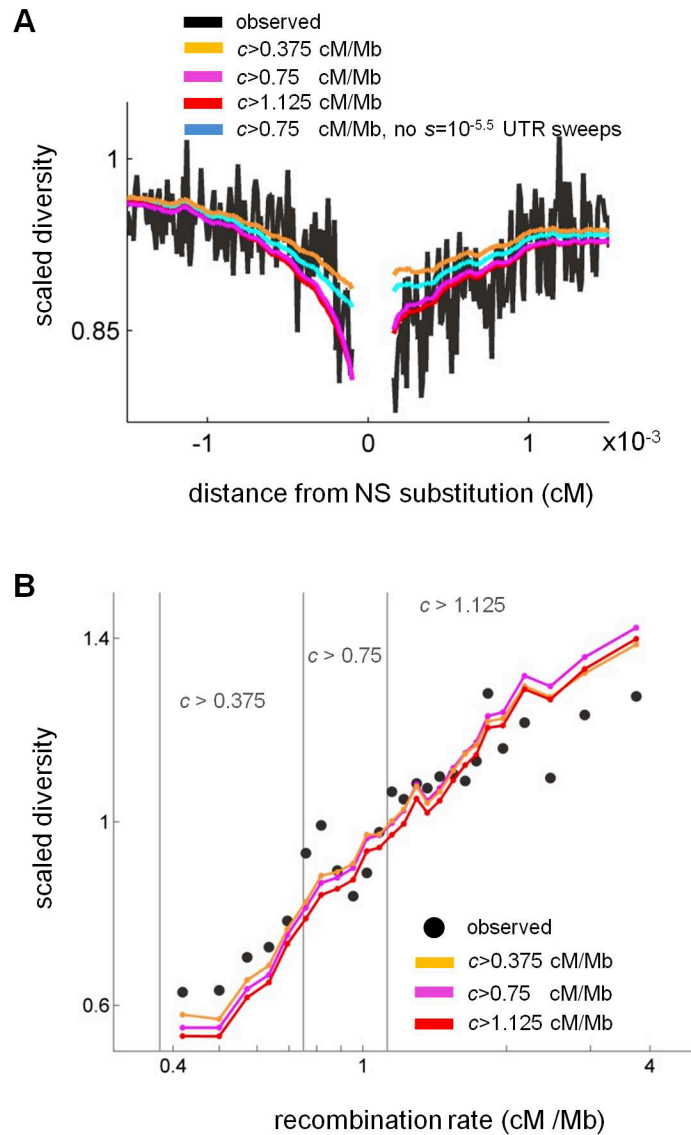 A
observed
c>0.375 cM/Mb
c>0.75 cM/Mb
c>1.125 cM/Mb
c>0.75 cM/Mb, no s=10^-5.5 UTR sweeps
scaled diversity
1
0.85
-1 0 1 x10^-3
distance from NS substitution (cM)
B
c > 1.125
c > 0.75
c > 0.375
scaled diversity
1.4
1
0.6
observed
c>0.375 cM/Mb
c>0.75 cM/Mb
c>1.125 cM/Mb
0.4 1 4
recombination rate (cM /Mb)